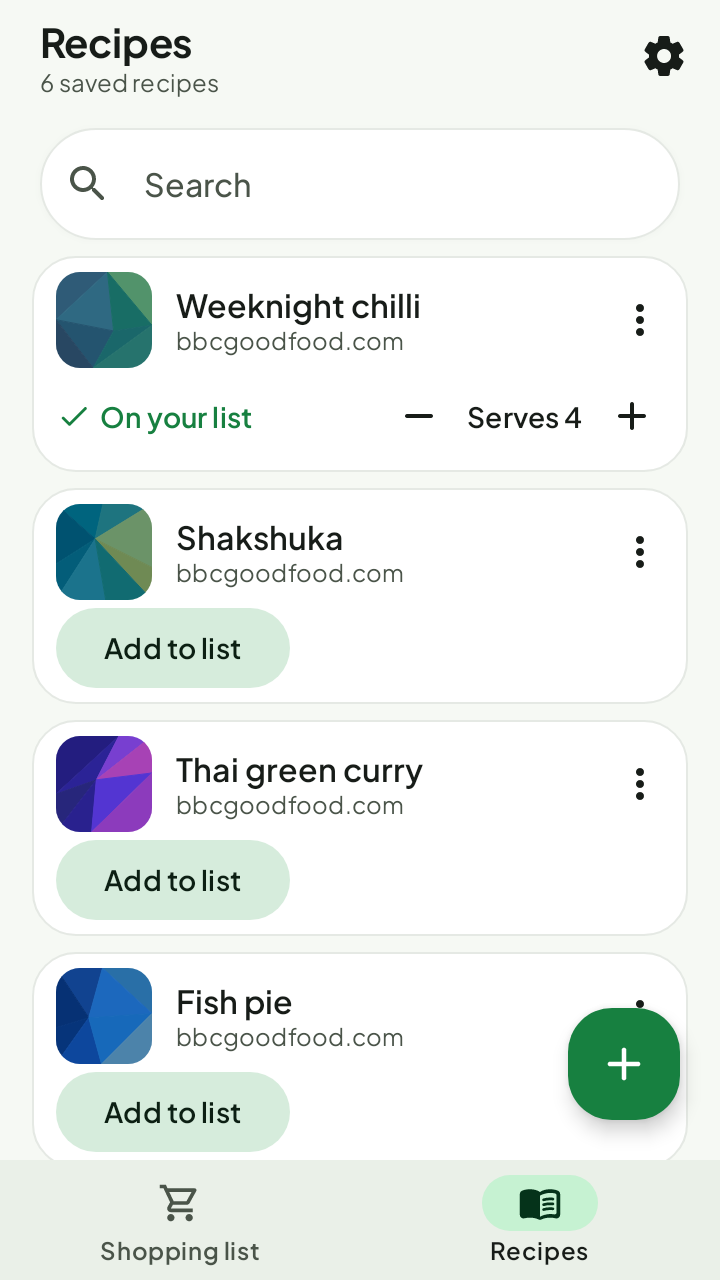 Recipes
6 saved recipes
Search
Weeknight chilli
bbcgoodfood.com
On your list
Serves 4
Shakshuka
bbcgoodfood.com
Add to list
Thai green curry
bbcgoodfood.com
Add to list
Fish pie
bbcgoodfood.com
Add to list
Shopping list
Recipes